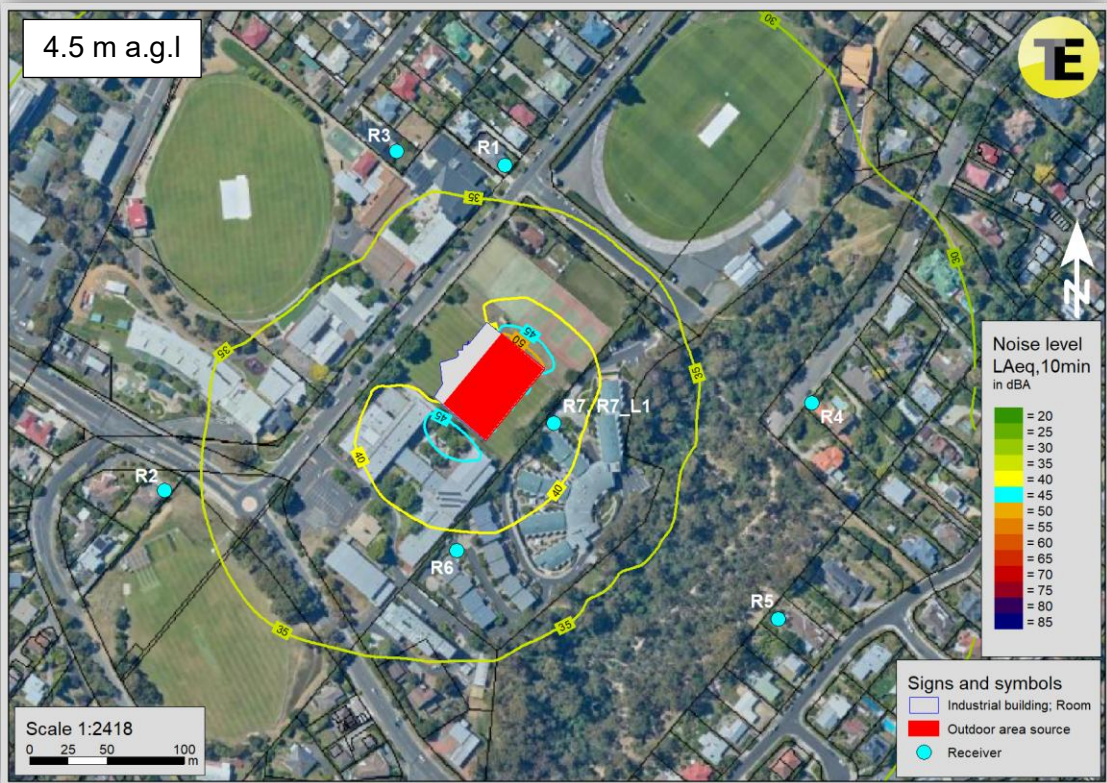 4.5 m a.g.l
30
TE
R3
R1
35
30
N
45
50
35
35
R7 R7_L1
45
R4
40
R2
40
R6
R5
35
35
Noise level
LAeq,10min
in dBA
= 20
= 25
= 30
= 35
= 40
= 45
= 50
= 55
= 60
= 65
= 70
= 75
= 80
= 85
Signs and symbols
Industrial building; Room
Outdoor area source
Receiver
Scale 1:2418
0 25 50 100
m